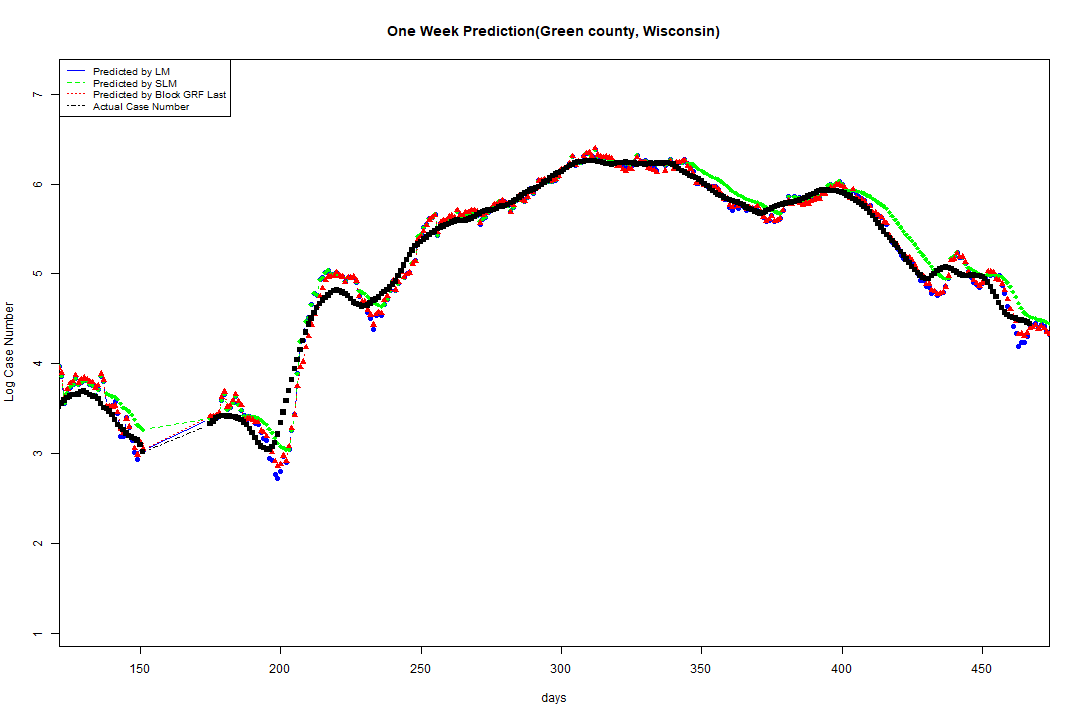 One Week Prediction(Green county, Wisconsin)
Predicted by LM
Predicted by SLM
Predicted by Block GRF Last
Actual Case Number
7
6
5
4
3
2
1
Log Case Number
150 200 250 300 350 400 450
days